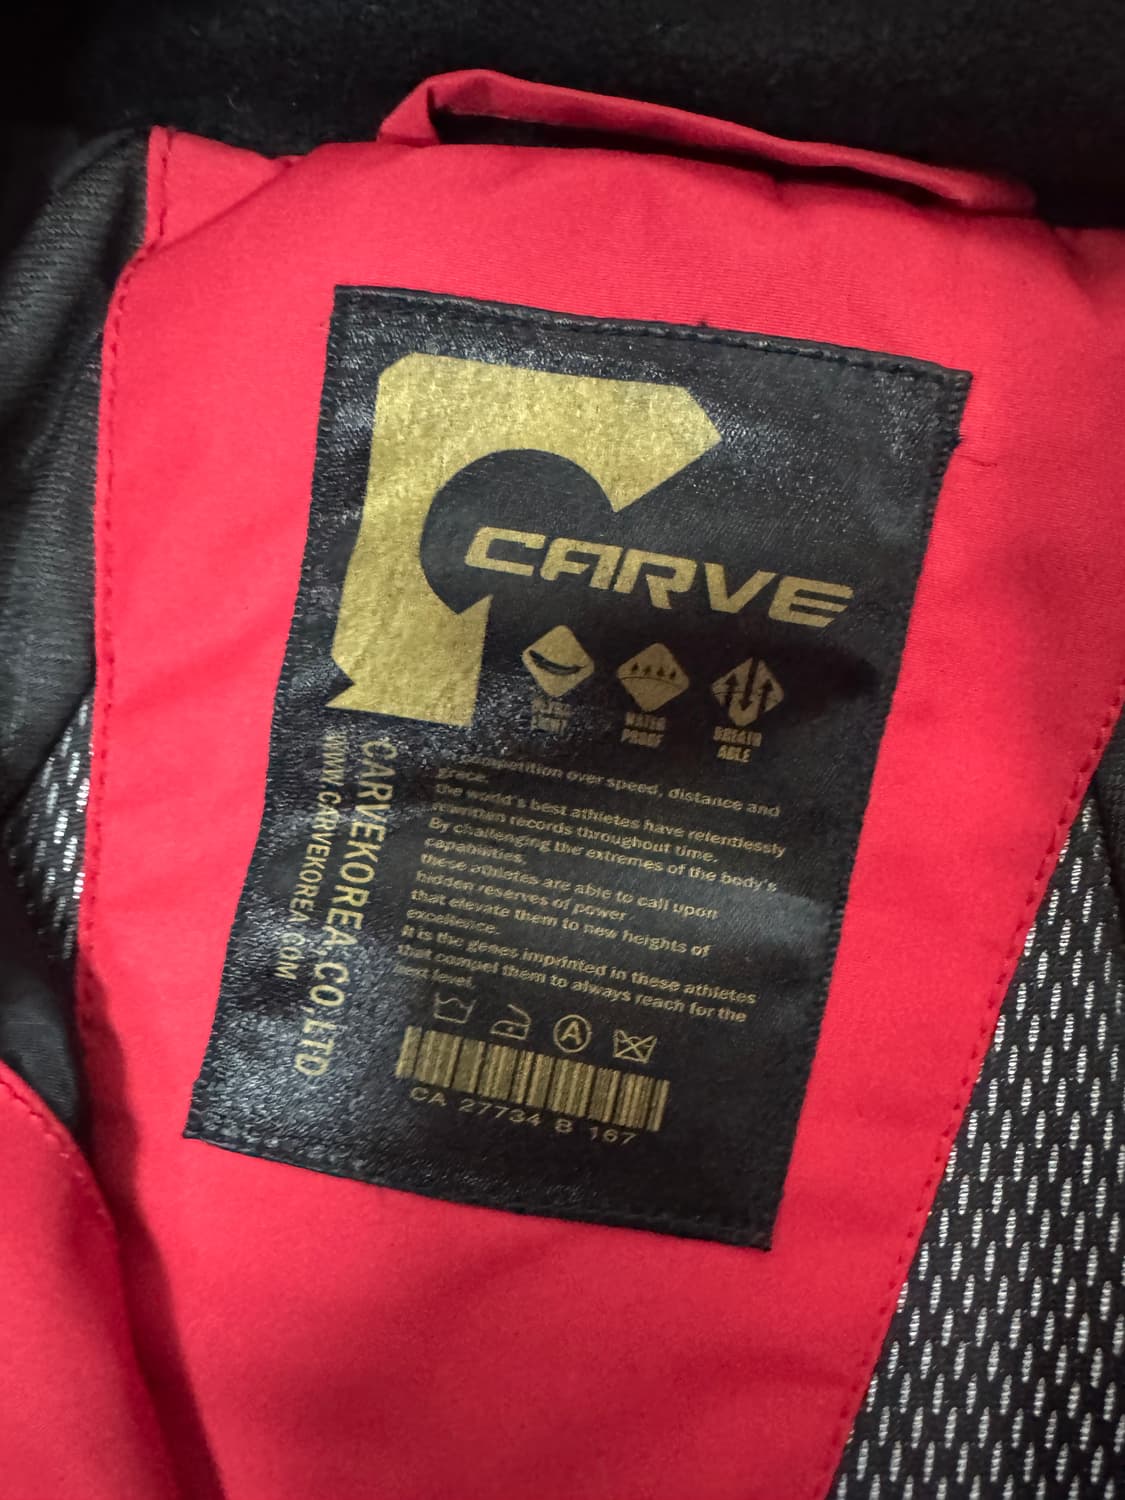 CARVE
WATER
PROOF
BREATH
ABLE
competition over speed, distance and
grace.
the world's best athletes have relentlessly
rewritten records throughout time.
By challenging the extremes of the body's
capabilities,
these athletes are able to call upon
hidden reserves of power
that elevate them to new heights of
excellence.
It is the genes imprinted in these athletes
that compel them to always reach for the
next level.
A
CA 27734 B 167
CARVEKOREA.CO,LTD
WWW.CARVEKOREA.COM